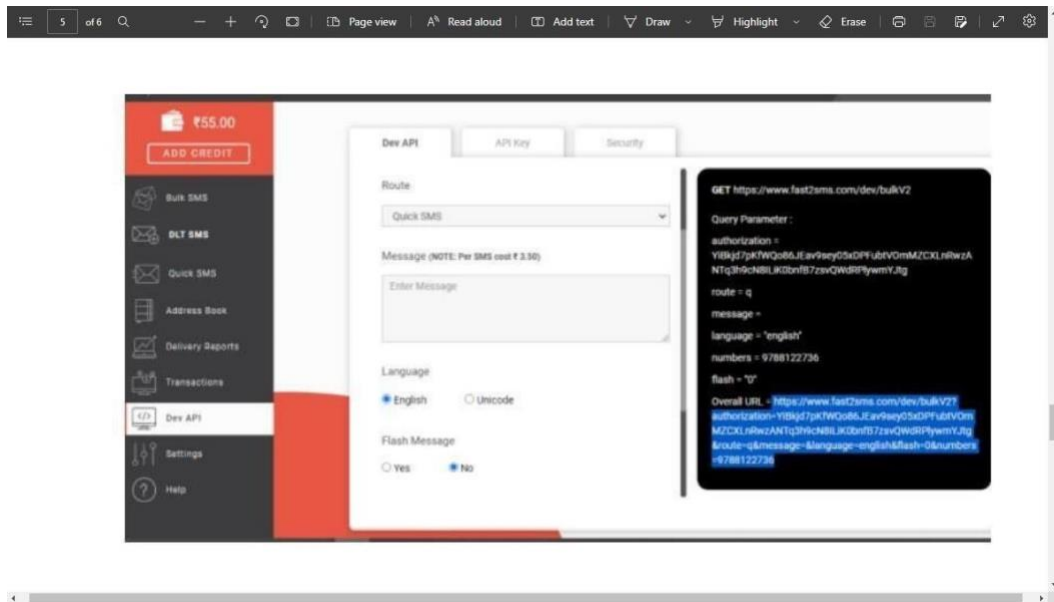 5 of 6 Page view Read aloud Add text Draw Highlight Erase
₹55.00
ADD CREDIT
Bulk SMS
DLT SMS
Quick SMS
Address Book
Delivery Reports
Transactions
Dev API
Settings
Help
Dev API API Key Security
Route
Quick SMS
Message (NOTE: Per SMS cost ₹ 3.50)
Enter Message
Language
English Unicode
Flash Message
Yes No
GET https://www.fast2sms.com/dev/bulkV2
Query Parameter :
authorization =
route = q
message =
language = "english"
numbers = 9788122736
flash = "0"
Overall URL = https://www.fast2sms.com/dev/bulkV2?
&route=q&message=&language=english&flash=0&numbers
=9788122736